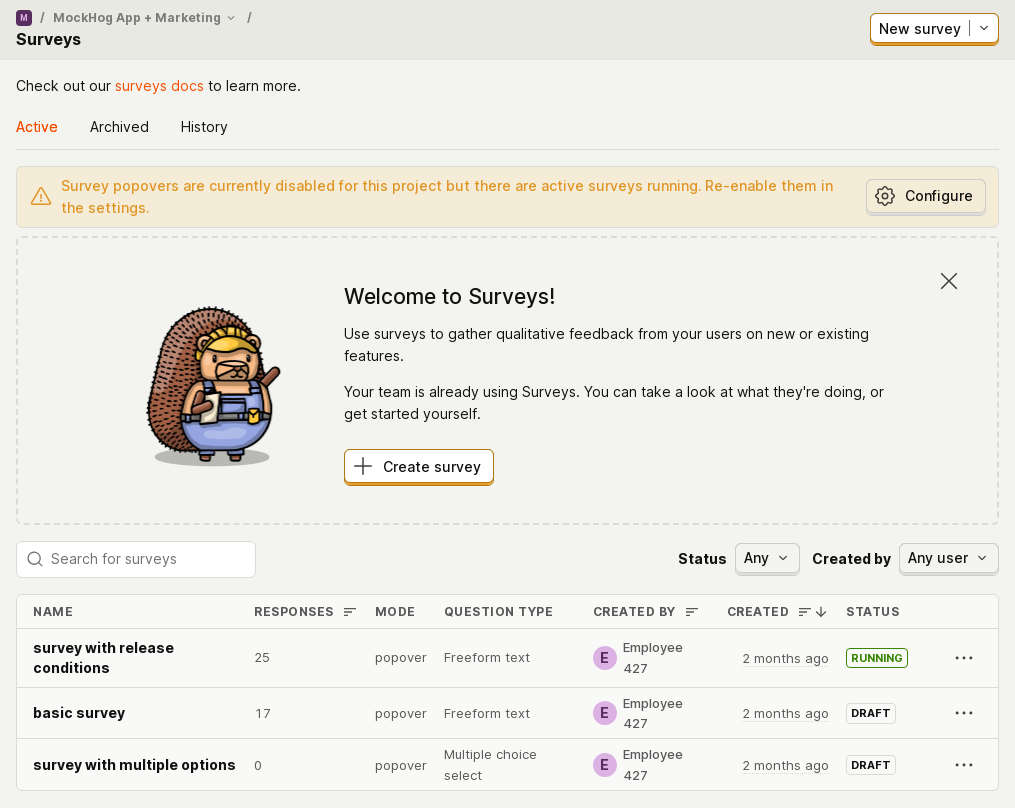 M / MockHog App + Marketing /
Surveys
New survey
Check out our surveys docs to learn more.
Active Archived History
Survey popovers are currently disabled for this project but there are active surveys running. Re-enable them in
the settings.
Configure
Welcome to Surveys!
Use surveys to gather qualitative feedback from your users on new or existing
features.
Your team is already using Surveys. You can take a look at what they're doing, or
get started yourself.
Create survey
Search for surveys
Status Any Created by Any user
NAME RESPONSES MODE QUESTION TYPE CREATED BY CREATED STATUS
survey with release
conditions
25 popover Freeform text E Employee
427
2 months ago RUNNING
basic survey 17 popover Freeform text E Employee
427
2 months ago DRAFT
survey with multiple options 0 popover Multiple choice
select
E Employee
427
2 months ago DRAFT